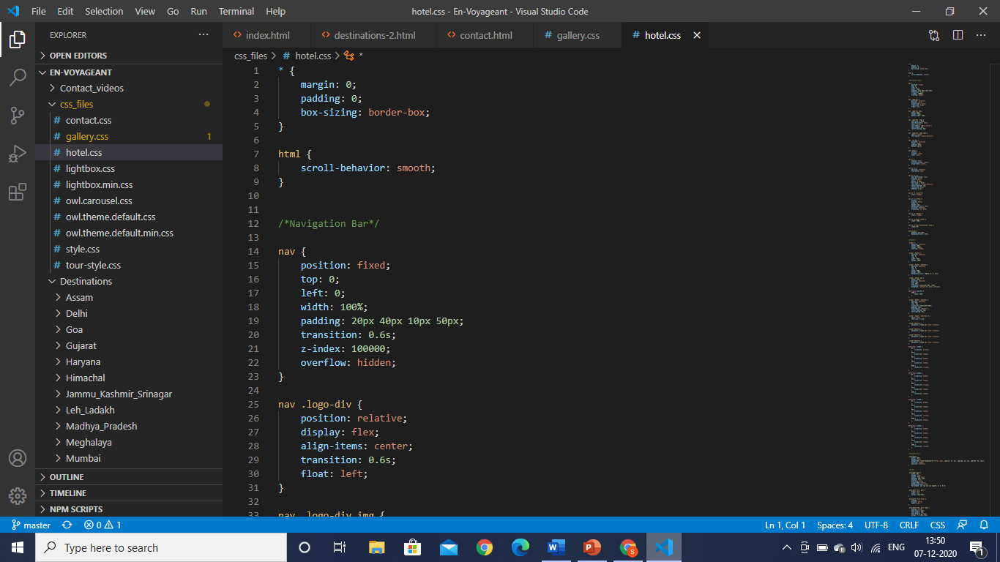 File Edit Selection View Go Run Terminal Help hotel.css - En-Voyageant - Visual Studio Code
EXPLORER
OPEN EDITORS
EN-VOYAGEANT
Contact_videos
css_files
# contact.css
# gallery.css 1
# hotel.css
# lightbox.css
# lightbox.min.css
# owl.carousel.css
# owl.theme.default.css
# owl.theme.default.min.css
# style.css
# tour-style.css
Destinations
Assam
Delhi
Goa
Gujarat
Haryana
Himachal
Jammu_Kashmir_Srinagar
Leh_Ladakh
Madhya_Pradesh
Meghalaya
Mumbai
OUTLINE
TIMELINE
NPM SCRIPTS
<> index.html <> destinations-2.html <> contact.html # gallery.css # hotel.css
css_files > # hotel.css > *
1 * {
2 margin: 0;
3 padding: 0;
4 box-sizing: border-box;
5 }
6
7 html {
8 scroll-behavior: smooth;
9 }
10
11
12 /*Navigation Bar*/
13
14 nav {
15 position: fixed;
16 top: 0;
17 left: 0;
18 width: 100%;
19 padding: 20px 40px 10px 50px;
20 transition: 0.6s;
21 z-index: 100000;
22 overflow: hidden;
23 }
24
25 nav .logo-div {
26 position: relative;
27 display: flex;
28 align-items: center;
29 transition: 0.6s;
30 float: left;
31 }
32
33 nav .logo-div img {
master 0 1 Ln 1, Col 1 Spaces: 4 UTF-8 CRLF CSS
Type here to search
W P S ENG
13:50
07-12-2020
1